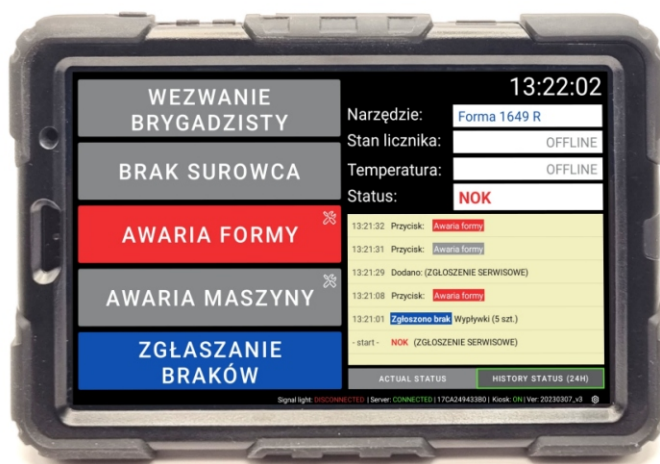 WEZWANIE
BRYGADZISTY
BRAK SUROWCA
AWARIA FORMY
AWARIA MASZYNY
ZGŁASZANIE
BRAKÓW
13:22:02
Narzędzie: Forma 1649 R
Stan licznika: OFFLINE
Temperatura: OFFLINE
Status: NOK
13:21:32 Przycisk: Awaria formy
13:21:31 Przycisk: Awaria formy
13:21:29 Dodano: (ZGŁOSZENIE SERWISOWE)
13:21:08 Przycisk: Awaria formy
13:21:01 Zgłoszono brak Wypływki (5 szt.)
- start - NOK (ZGŁOSZENIE SERWISOWE)
ACTUAL STATUS HISTORY STATUS (24H)
Signal light: DISCONNECTED | Server: CONNECTED | 17CA24943380 | Kiosk: ON | Ver: 20230307_v3